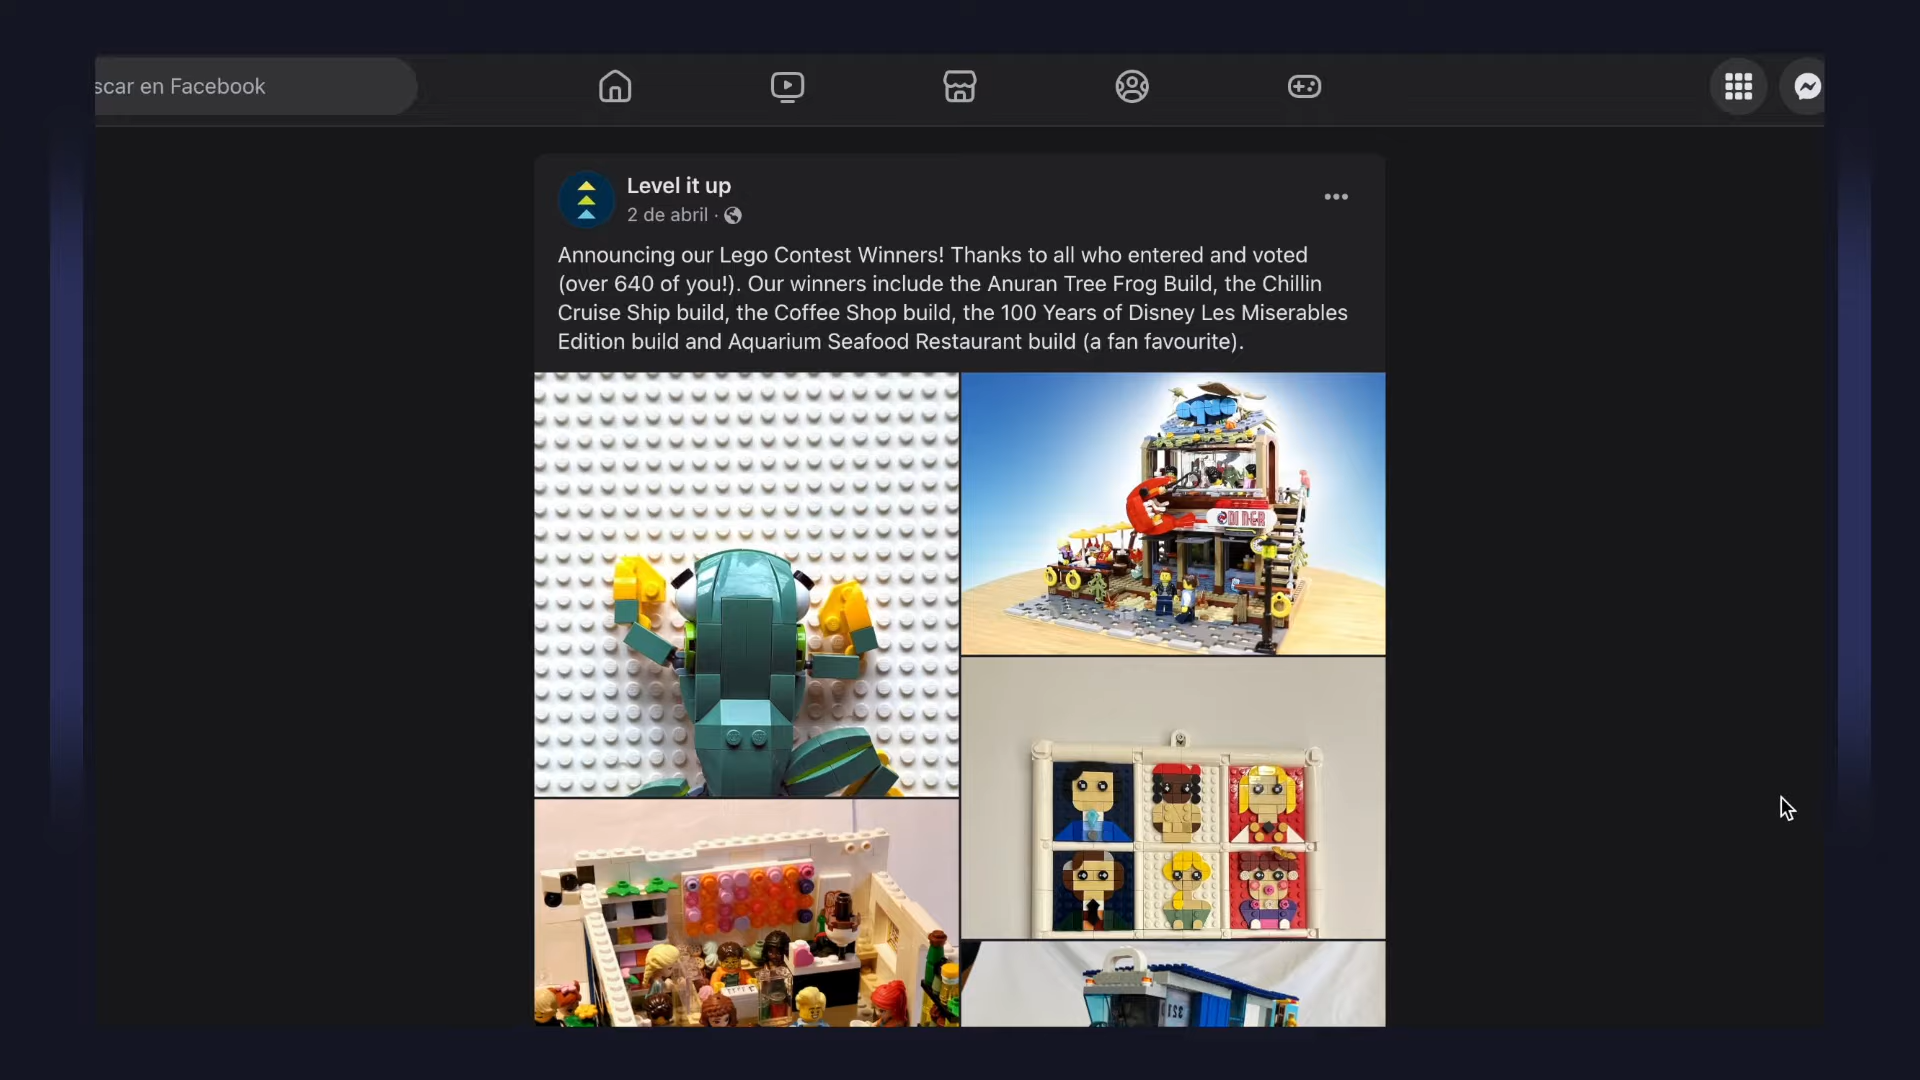 scar en Facebook
Level it up
2 de abril ·
Announcing our Lego Contest Winners! Thanks to all who entered and voted
(over 640 of you!). Our winners include the Anuran Tree Frog Build, the Chillin
Cruise Ship build, the Coffee Shop build, the 100 Years of Disney Les Miserables
Edition build and Aquarium Seafood Restaurant build (a fan favourite).
aqua
DINER